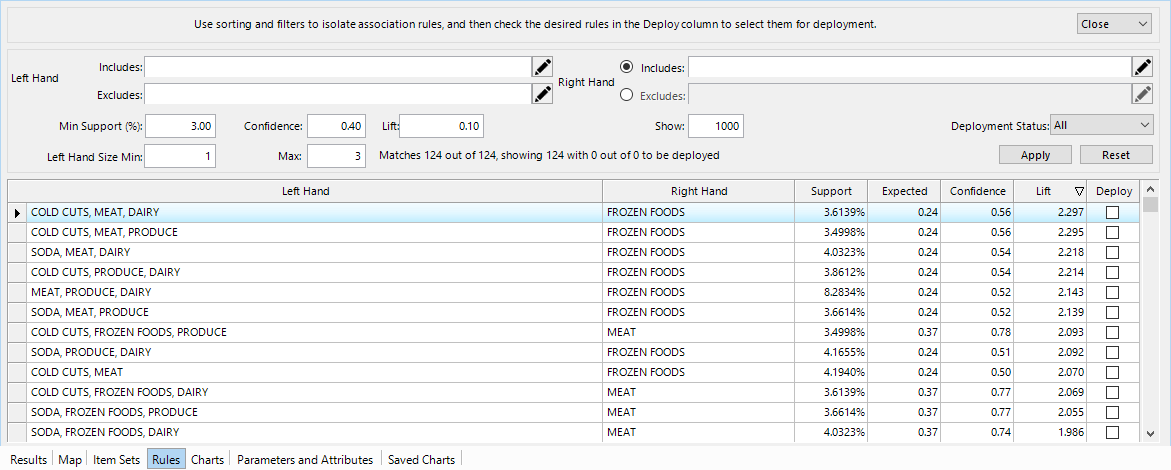 Use sorting and filters to isolate association rules, and then check the desired rules in the Deploy column to select them for deployment. Close
Left Hand Includes: Right Hand Includes:
Excludes: Excludes:
Min Support (%): 3.00 Confidence: 0.40 Lift: 0.10 Show: 1000 Deployment Status: All
Left Hand Size Min: 1 Max: 3 Matches 124 out of 124, showing 124 with 0 out of 0 to be deployed Apply Reset
Left Hand Right Hand Support Expected Confidence Lift Deploy
COLD CUTS, MEAT, DAIRY FROZEN FOODS 3.6139% 0.24 0.56 2.297
COLD CUTS, MEAT, PRODUCE FROZEN FOODS 3.4998% 0.24 0.56 2.295
SODA, MEAT, DAIRY FROZEN FOODS 4.0323% 0.24 0.54 2.218
COLD CUTS, PRODUCE, DAIRY FROZEN FOODS 3.8612% 0.24 0.54 2.214
MEAT, PRODUCE, DAIRY FROZEN FOODS 8.2834% 0.24 0.52 2.143
SODA, MEAT, PRODUCE FROZEN FOODS 3.6614% 0.24 0.52 2.139
COLD CUTS, FROZEN FOODS, PRODUCE MEAT 3.4998% 0.37 0.78 2.093
SODA, PRODUCE, DAIRY FROZEN FOODS 4.1655% 0.24 0.51 2.092
COLD CUTS, MEAT FROZEN FOODS 4.1940% 0.24 0.50 2.070
COLD CUTS, FROZEN FOODS, DAIRY MEAT 3.6139% 0.37 0.77 2.069
SODA, FROZEN FOODS, PRODUCE MEAT 3.6614% 0.37 0.77 2.055
SODA, FROZEN FOODS, DAIRY MEAT 4.0323% 0.37 0.74 1.986
Results Map Item Sets Rules Charts Parameters and Attributes Saved Charts